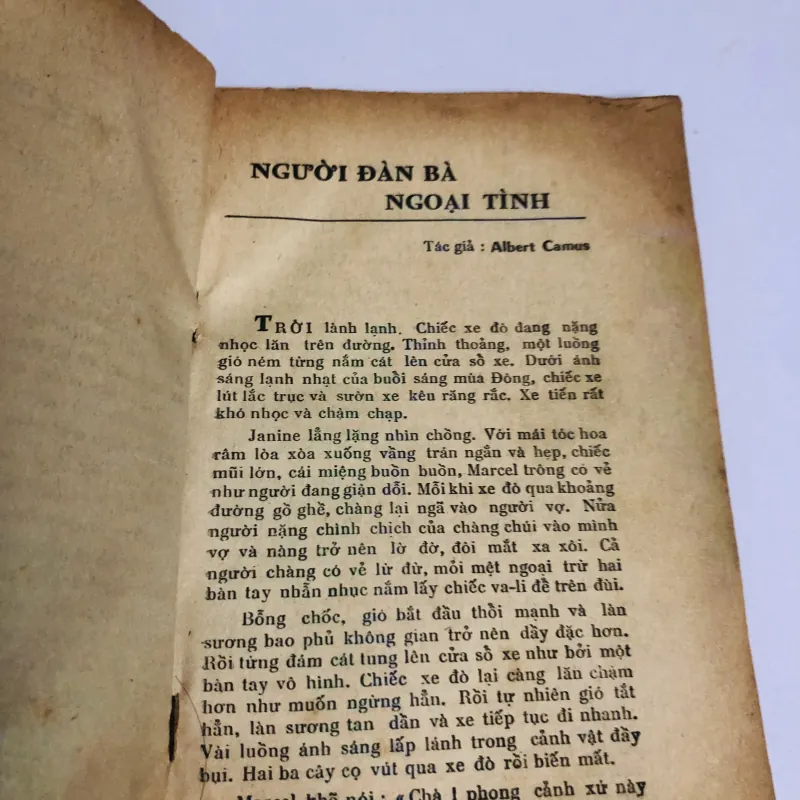 NGƯỜI ĐÀN BÀ
NGOẠI TÌNH
Tác giả : Albert Camus
TRỜI lành lạnh. Chiếc xe đò đang nặng
nhọc lăn trên đường. Thỉnh thoảng, một luồng
gió ném từng nắm cát lên cửa sổ xe. Dưới ánh
sáng lạnh nhạt của buổi sáng mùa Đông, chiếc xe
lút lắc trục và sườn xe kêu răng rắc. Xe tiến rất
khó nhọc và chậm chạp.
Janine lẳng lặng nhìn chồng. Với mái tóc hoa
râm lòa xòa xuống vầng trán ngắn và hẹp, chiếc
mũi lớn, cái miệng buồn buồn, Marcel trông có vẻ
như người đang giận dỗi. Mỗi khi xe đò qua khoảng
đường gồ ghề, chàng lại ngã vào người vợ. Nửa
người nặng chình chịch của chàng chúi vào mình
vợ và nàng trở nên lờ đờ, đôi mắt xa xôi. Cả
người chàng có vẻ lừ đừ, mỏi mệt ngoại trừ hai
bàn tay nhẫn nhục nắm lấy chiếc va-li để trên đùi.
Bỗng chốc, gió bắt đầu thổi mạnh và làn
sương bao phủ không gian trở nên dầy đặc hơn.
Rồi từng đám cát tung lên cửa sổ xe như bởi một
bàn tay vô hình. Chiếc xe đò lại càng lăn chậm
hơn như muốn ngừng hẳn. Rồi tự nhiên gió tắt
hẳn, làn sương tan dần và xe tiếp tục đi nhanh.
Vài luồng ánh sáng lấp lánh trong cảnh vật đầy
bụi. Hai ba cây cọ vút qua xe đò rồi biến mất.
Marcel khẽ nói : « Chà ! phong cảnh xứ này